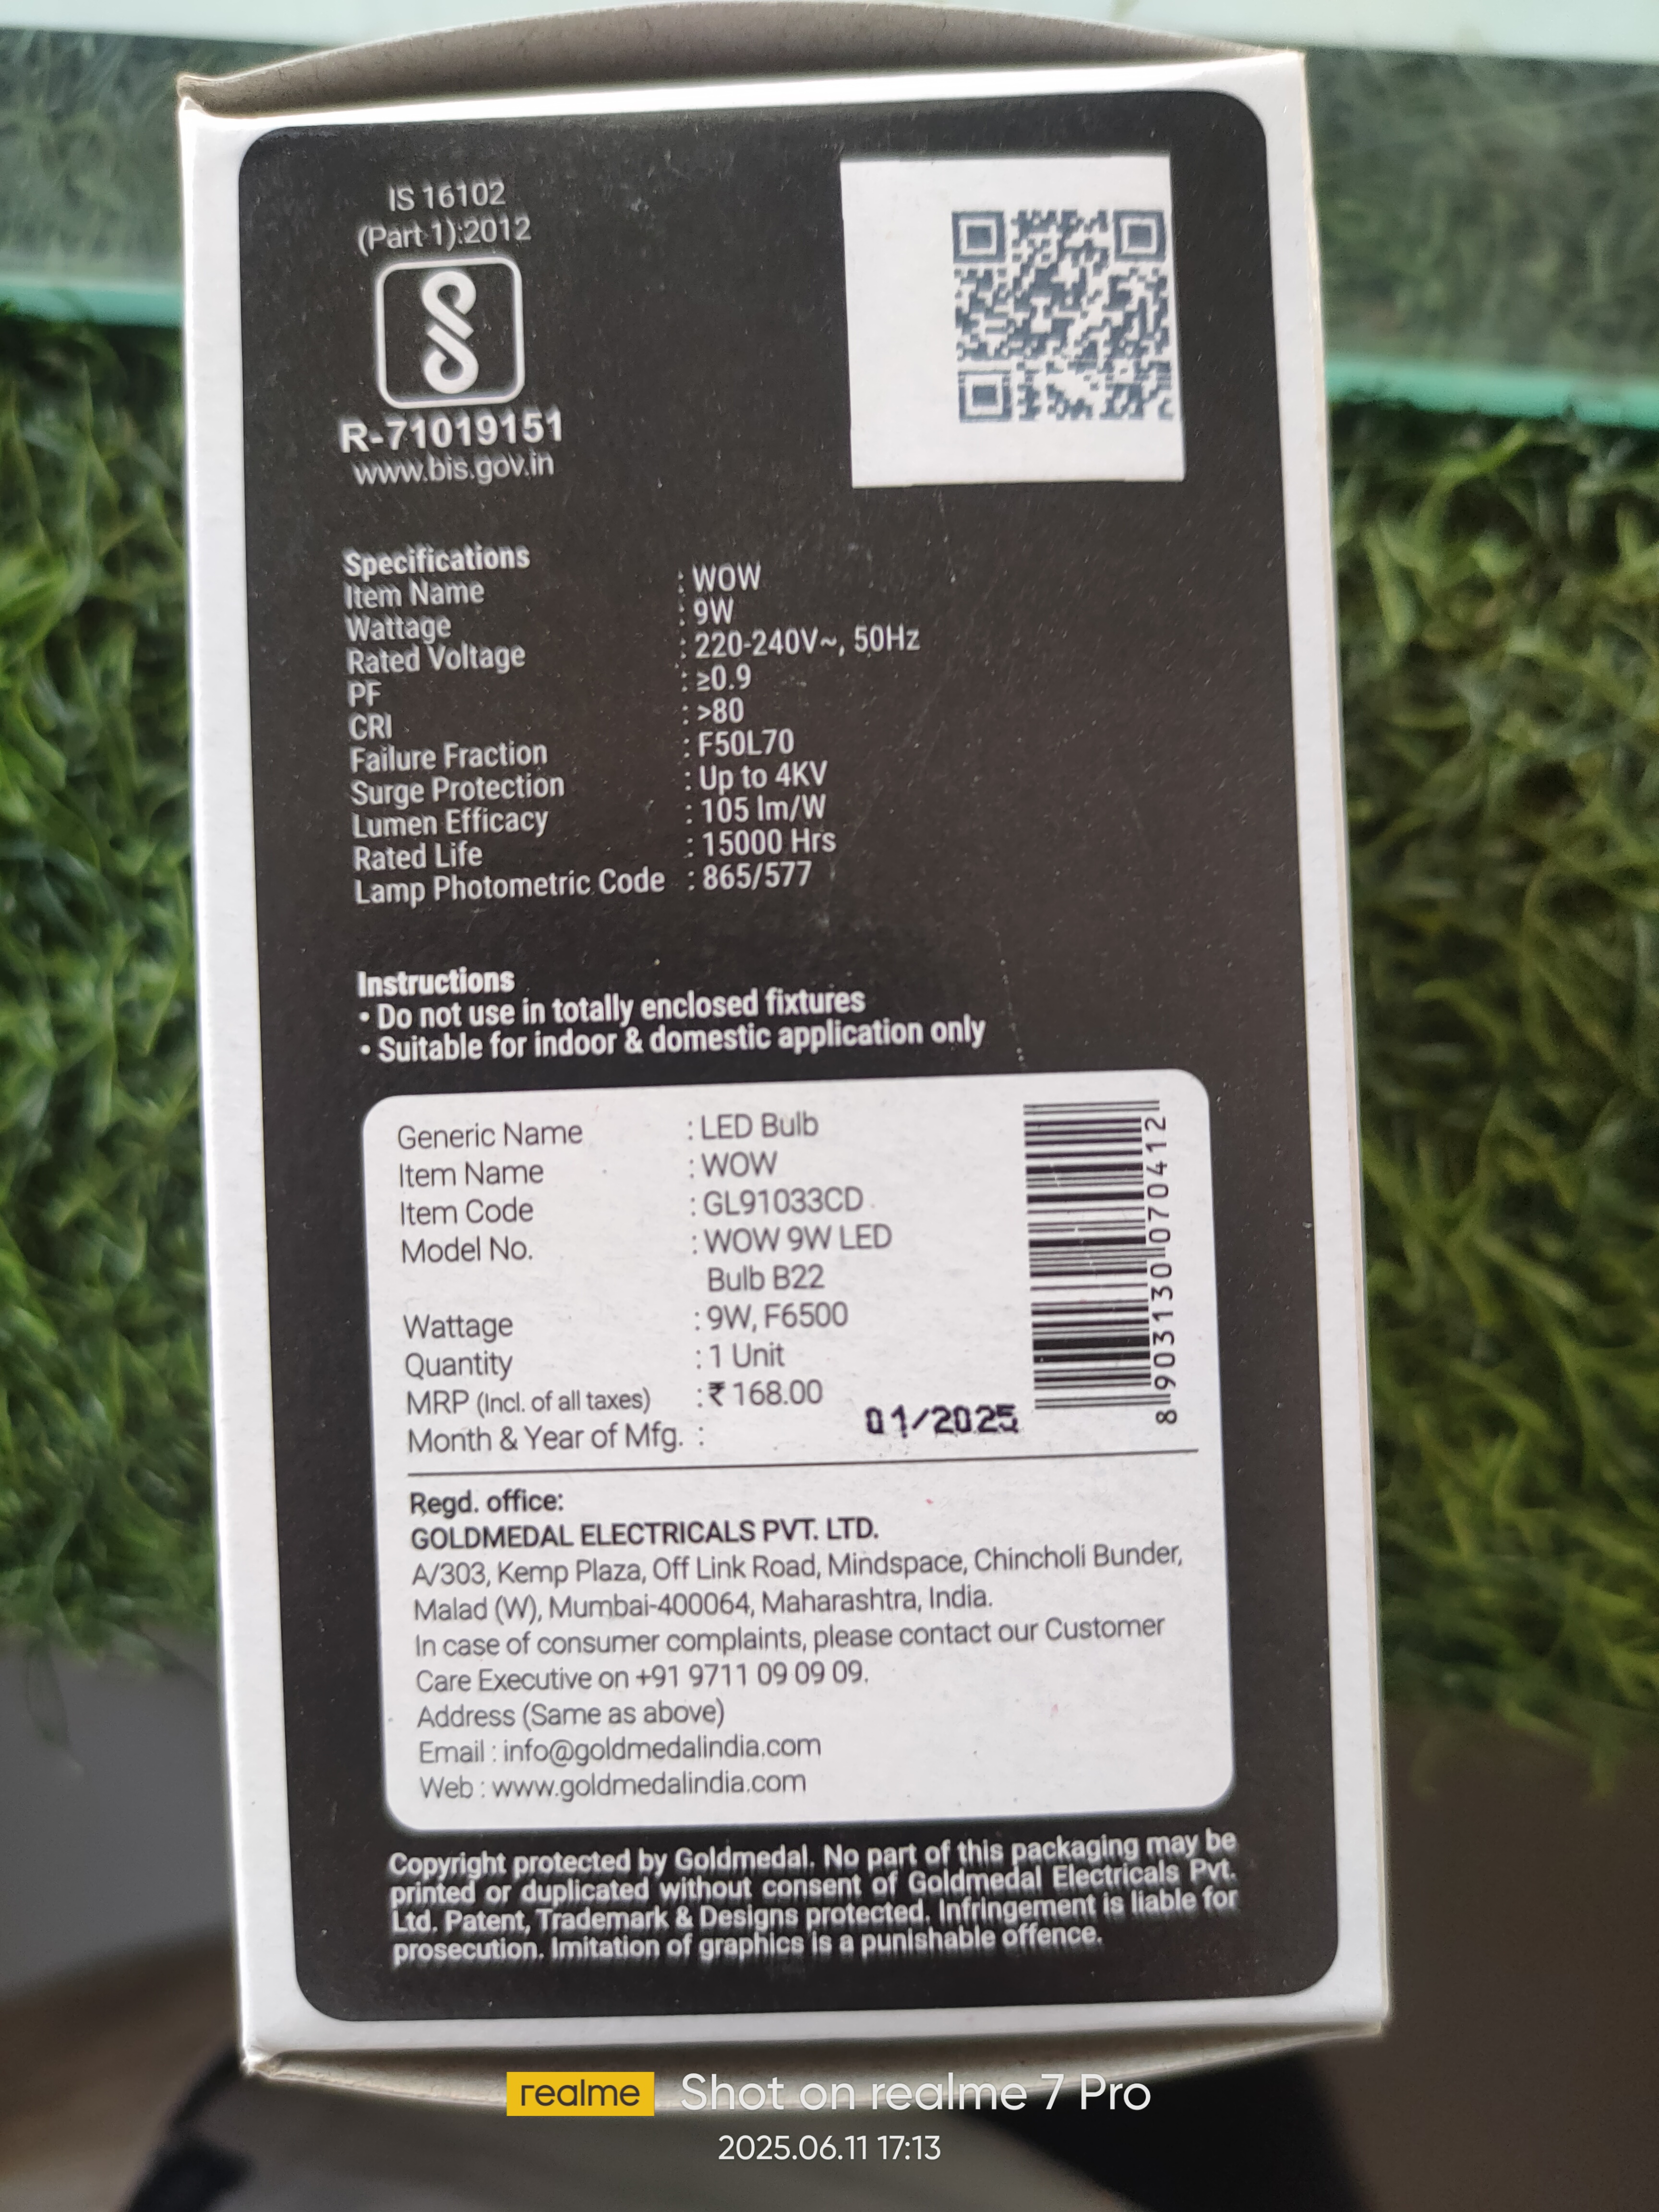 IS 16102
(Part 1):2012
R-71019151
www.bis.gov.in
Specifications
Item Name : WOW
Wattage : 9W
Rated Voltage : 220-240V~, 50Hz
PF : ≥0.9
CRI : >80
Failure Fraction : F50L70
Surge Protection : Up to 4KV
Lumen Efficacy : 105 lm/W
Rated Life : 15000 Hrs
Lamp Photometric Code : 865/577
Instructions
• Do not use in totally enclosed fixtures
• Suitable for indoor & domestic application only
Generic Name : LED Bulb
Item Name : WOW
Item Code : GL91033CD
Model No. : WOW 9W LED
Bulb B22
Wattage : 9W, F6500
Quantity : 1 Unit
MRP (Incl. of all taxes) : ₹ 168.00
Month & Year of Mfg. : 01/2025
8 903130 070412
Regd. office:
GOLDMEDAL ELECTRICALS PVT. LTD.
A/303, Kemp Plaza, Off Link Road, Mindspace, Chincholi Bunder,
Malad (W), Mumbai-400064, Maharashtra, India.
In case of consumer complaints, please contact our Customer
Care Executive on +91 9711 09 09 09.
Address (Same as above)
Email : info@goldmedalindia.com
Web : www.goldmedalindia.com
Copyright protected by Goldmedal. No part of this packaging may be
printed or duplicated without consent of Goldmedal Electricals Pvt.
Ltd. Patent, Trademark & Designs protected. Infringement is liable for
prosecution. Imitation of graphics is a punishable offence.
realme Shot on realme 7 Pro
2025.06.11 17:13